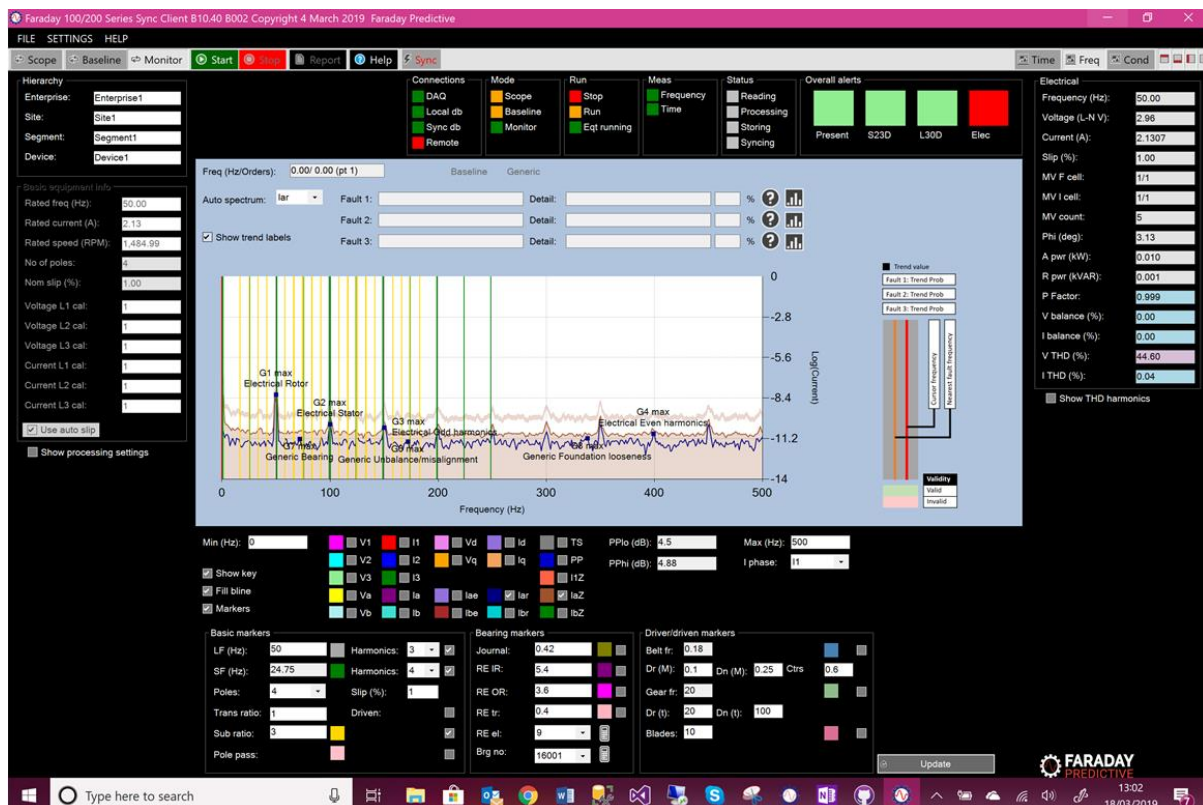 Faraday 100/200 Series Sync Client B10.40 B002 Copyright 4 March 2019 Faraday Predictive
FILE SETTINGS HELP
Scope Baseline Monitor Start Stop Report Help Sync Time Freq Cond
Hierarchy
Enterprise: Enterprise1
Site: Site1
Segment: Segment1
Device: Device1
Connections
DAQ
Local db
Sync db
Remote
Mode
Scope
Baseline
Monitor
Run
Stop
Run
Eqt running
Meas
Frequency
Time
Status
Reading
Processing
Storing
Syncing
Overall alerts
Present S23D L30D Elec
Electrical
Frequency (Hz): 50.00
Voltage (L-N V): 2.96
Current (A): 2.1307
Slip (%): 1.00
MV F cell: 1/1
MV I cell: 1/1
MV count: 5
Phi (deg): 3.13
A pwr (kW): 0.010
R pwr (kVAR): 0.001
P Factor: 0.999
V balance (%): 0.00
I balance (%): 0.00
V THD (%): 44.60
I THD (%): 0.04
Show THD harmonics
Basic equipment info
Rated freq (Hz): 50.00
Rated current (A): 2.13
Rated speed (RPM): 1,484.99
No of poles: 4
Nom slip (%): 1.00
Voltage L1 cal: 1
Voltage L2 cal: 1
Voltage L3 cal: 1
Current L1 cal: 1
Current L2 cal: 1
Current L3 cal: 1
Use auto slip
Show processing settings
Freq (Hz/Orders): 0.00/ 0.00 (pt 1) Baseline Generic
Auto spectrum: Iar Fault 1: Detail: %
Fault 2: Detail: %
Show trend labels Fault 3: Detail: %
0
-2.8
-5.6
-8.4
-11.2
-14
Log(Current)
G1 max
Electrical Rotor
G2 max
Electrical Stator
G3 max
Electrical Odd harmonics
G4 max
Electrical Even harmonics
G7 max
Generic Bearing
Generic Unbalance/misalignment
Generic Foundation looseness
0 100 200 300 400 500
Frequency (Hz)
Trend value
Fault 1: Trend Prob
Fault 2: Trend Prob
Fault 3: Trend Prob
Cursor frequency
Nearest fault frequency
Validity
Valid
Invalid
Min (Hz): 0
Show key
Fill bline
Markers
V1 I1 Vd Id TS
V2 I2 Vq Iq PP
V3 I3 I1Z
Va Ia Iae Iar IaZ
Vb Ib Ibe Ibr IbZ
PPlo (dB): 4.5 Max (Hz): 500
PPhi (dB): 4.88 I phase: I1
Basic markers
LF (Hz): 50 Harmonics: 3
SF (Hz): 24.75 Harmonics: 4
Poles: 4 Slip (%): 1
Trans ratio: 1 Driven:
Sub ratio: 3
Pole pass:
Bearing markers
Journal: 0.42
RE IR: 5.4
RE OR: 3.6
RE tr: 0.4
RE el: 9
Brg no: 16001
Driver/driven markers
Belt fr: 0.18
Dr (M): 0.1 Dn (M): 0.25 Ctrs 0.6
Gear fr: 20
Dr (t): 20 Dn (t): 100
Blades: 10
Update
FARADAY
PREDICTIVE
Type here to search
13:02
18/03/2019